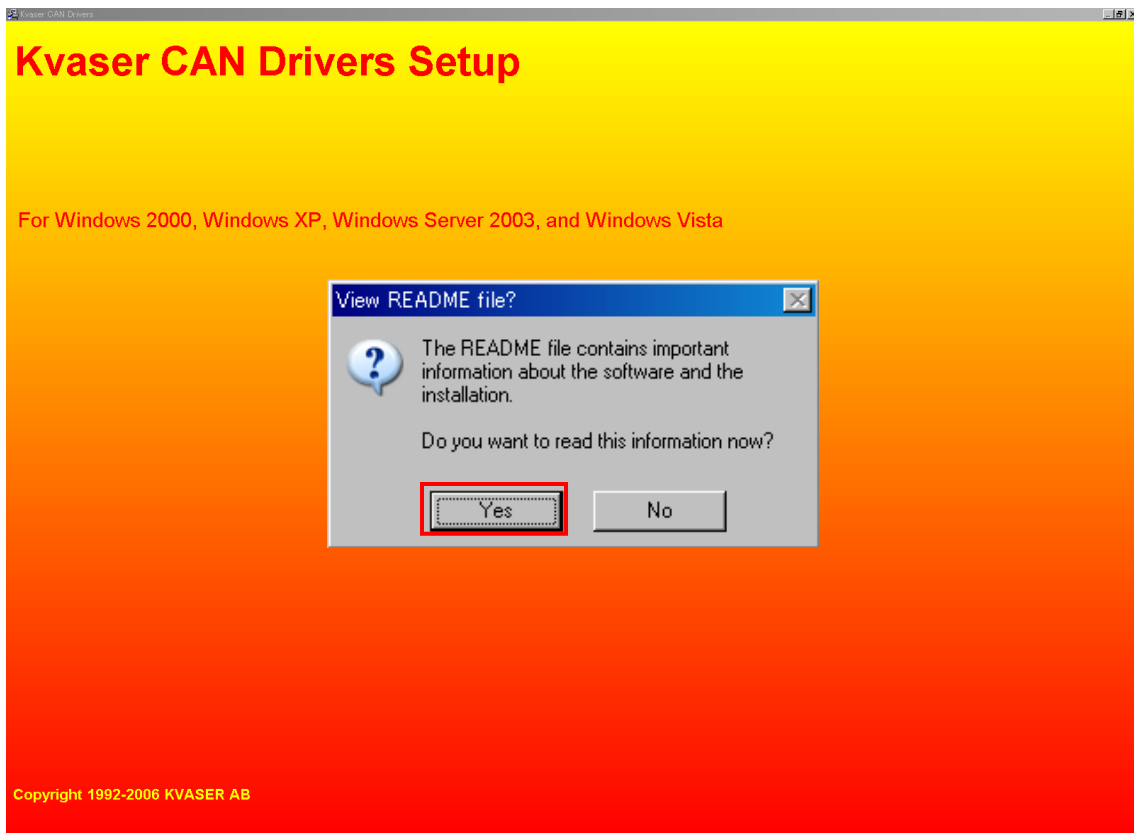 Kvaser CAN Drivers
Kvaser CAN Drivers Setup
For Windows 2000, Windows XP, Windows Server 2003, and Windows Vista
View README file?
The README file contains important
information about the software and the
installation.
Do you want to read this information now?
Yes No
Copyright 1992-2006 KVASER AB